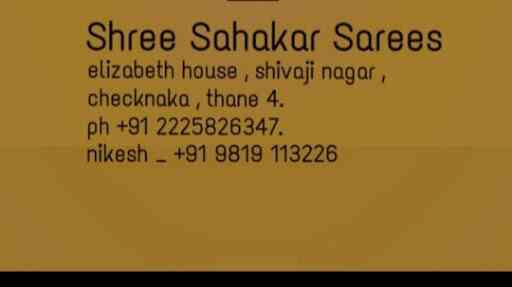 Shree Sahakar Sarees
elizabeth house , shivaji nagar ,
checknaka , thane 4.
ph +91 2225826347.
nikesh _ +91 9819 113226